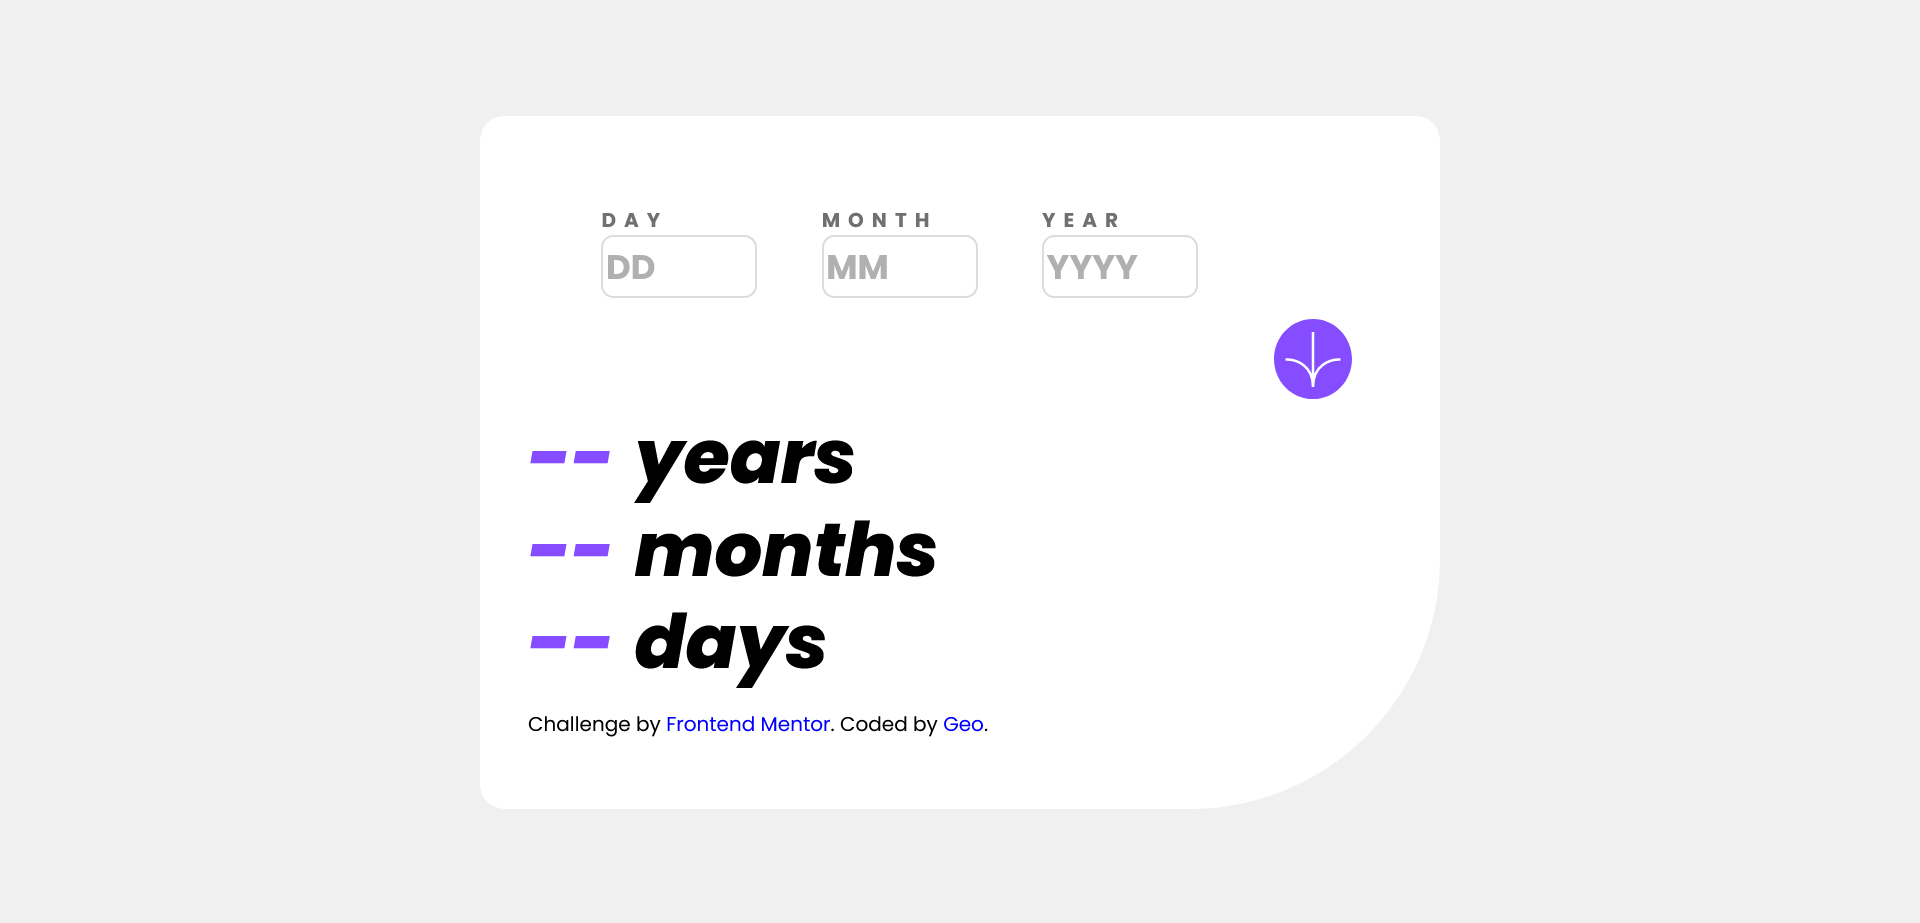 DAY MONTH YEAR
DD MM YYYY
-- years
-- months
-- days
Challenge by Frontend Mentor. Coded by Geo.